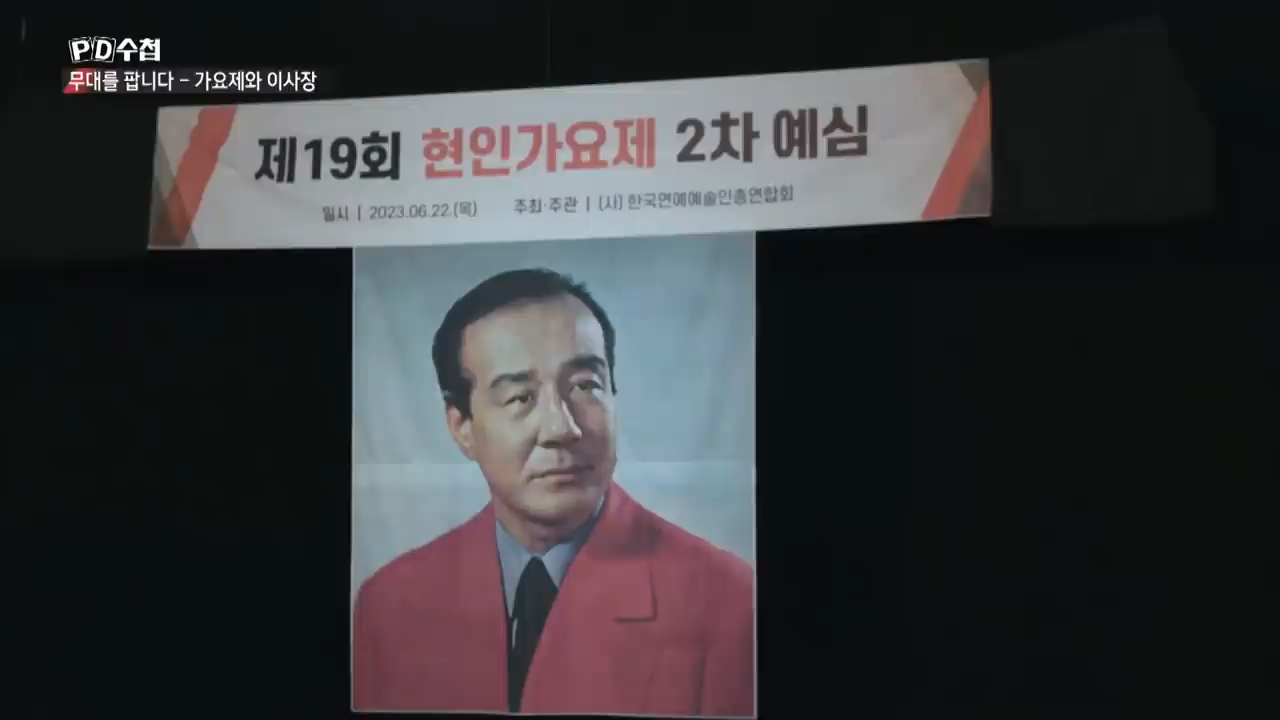 PD수첩
무대를 팝니다 - 가요제와 이사장
제19회 현인가요제 2차 예심
일시 | 2023.06.22.(목) 주최·주관 | (사)한국연예예술인총연합회